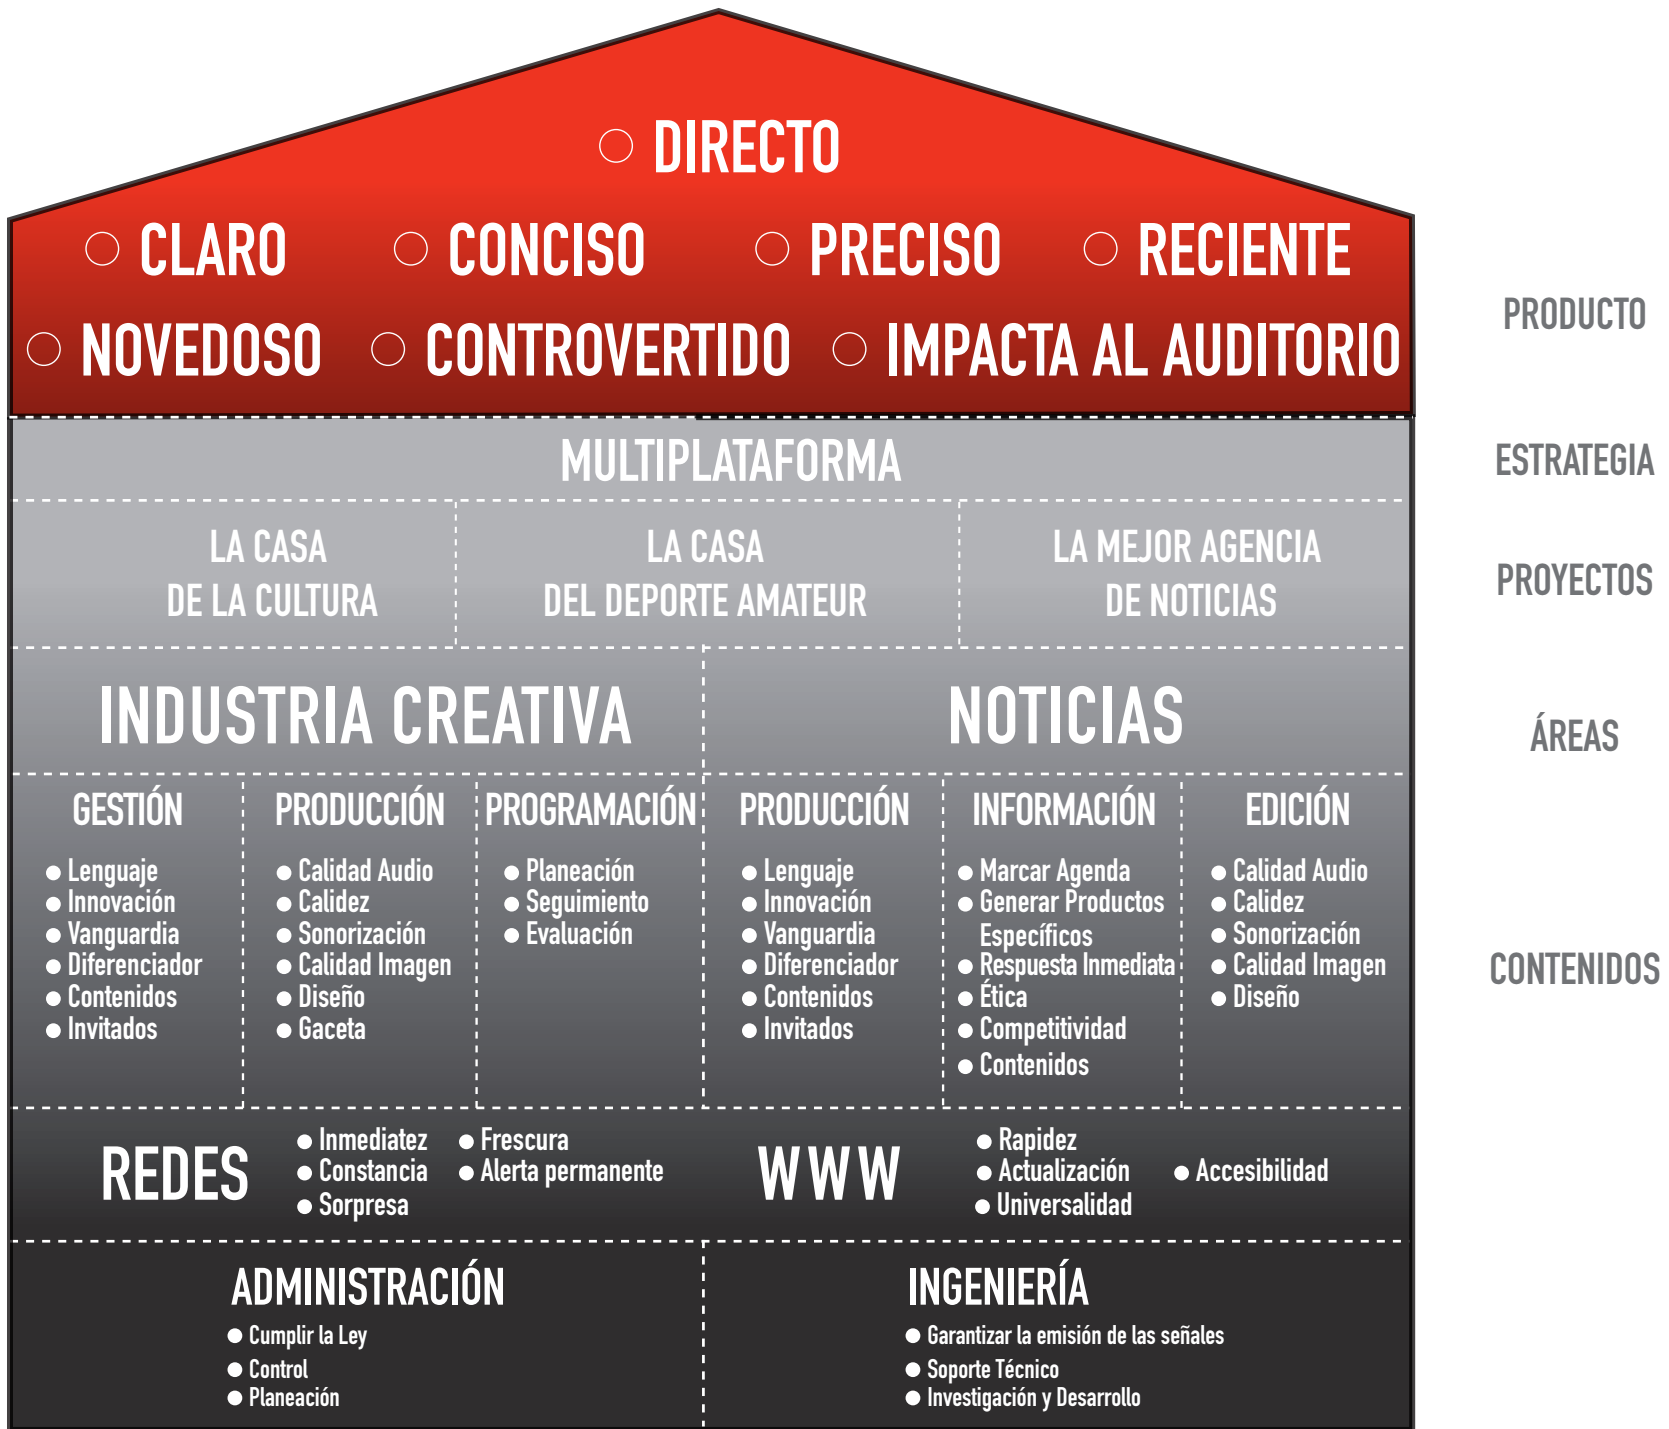 DIRECTO
CLARO
CONCISO
PRECISO
RECIENTE
NOVEDOSO
CONTROVERTIDO
IMPACTA AL AUDITORIO
PRODUCTO
MULTIPLATAFORMA
ESTRATEGIA
LA CASA
DE LA CULTURA
LA CASA
DEL DEPORTE AMATEUR
LA MEJOR AGENCIA
DE NOTICIAS
PROYECTOS
INDUSTRIA CREATIVA
NOTICIAS
ÁREAS
GESTIÓN
Lenguaje
Innovación
Vanguardia
Diferenciador
Contenidos
Invitados
PRODUCCIÓN
Calidad Audio
Calidez
Sonorización
Calidad Imagen
Diseño
Gaceta
PROGRAMACIÓN
Planeación
Seguimiento
Evaluación
PRODUCCIÓN
Lenguaje
Innovación
Vanguardia
Diferenciador
Contenidos
Invitados
INFORMACIÓN
Marcar Agenda
Generar Productos
Específicos
Respuesta Inmediata
Ética
Competitividad
Contenidos
EDICIÓN
Calidad Audio
Calidez
Sonorización
Calidad Imagen
Diseño
CONTENIDOS
REDES
Inmediatez
Constancia
Sorpresa
Frescura
Alerta permanente
WWW
Rapidez
Actualización
Universalidad
Accesibilidad
ADMINISTRACIÓN
Cumplir la Ley
Control
Planeación
INGENIERÍA
Garantizar la emisión de las señales
Soporte Técnico
Investigación y Desarrollo